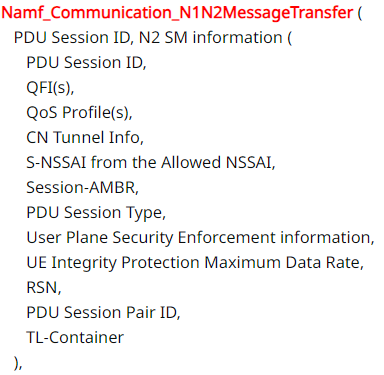 Namf_Communication_N1N2MessageTransfer (
PDU Session ID, N2 SM information (
PDU Session ID,
QFI(s),
QoS Profile(s),
CN Tunnel Info,
S-NSSAI from the Allowed NSSAI,
Session-AMBR,
PDU Session Type,
User Plane Security Enforcement information,
UE Integrity Protection Maximum Data Rate,
RSN,
PDU Session Pair ID,
TL-Container
),